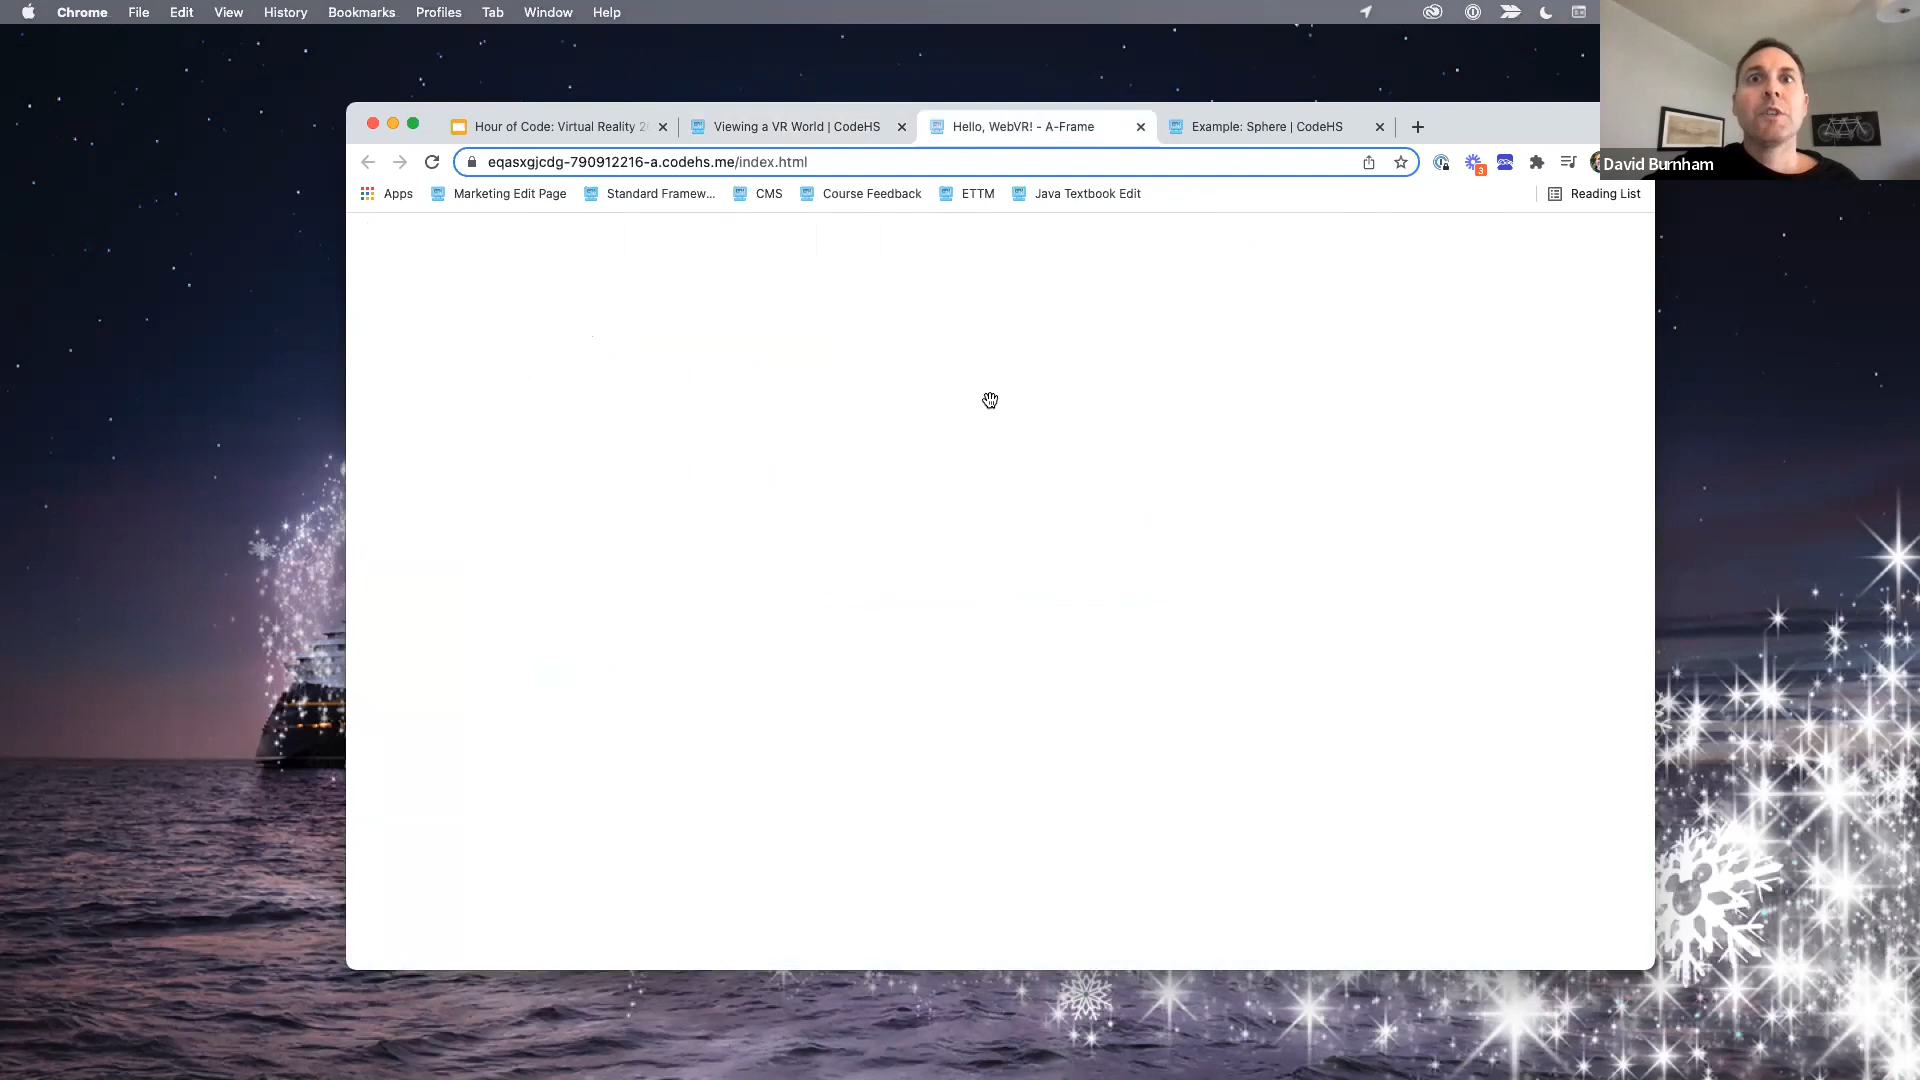 Chrome File Edit View History Bookmarks Profiles Tab Window Help
Hour of Code: Virtual Reality
Viewing a VR World | CodeHS
Hello, WebVR! - A-Frame
Example: Sphere | CodeHS
eqasxgjcdg-790912216-a.codehs.me/index.html
3
Apps
Marketing Edit Page
Standard Framew...
CMS
Course Feedback
ETTM
Java Textbook Edit
Reading List
David Burnham